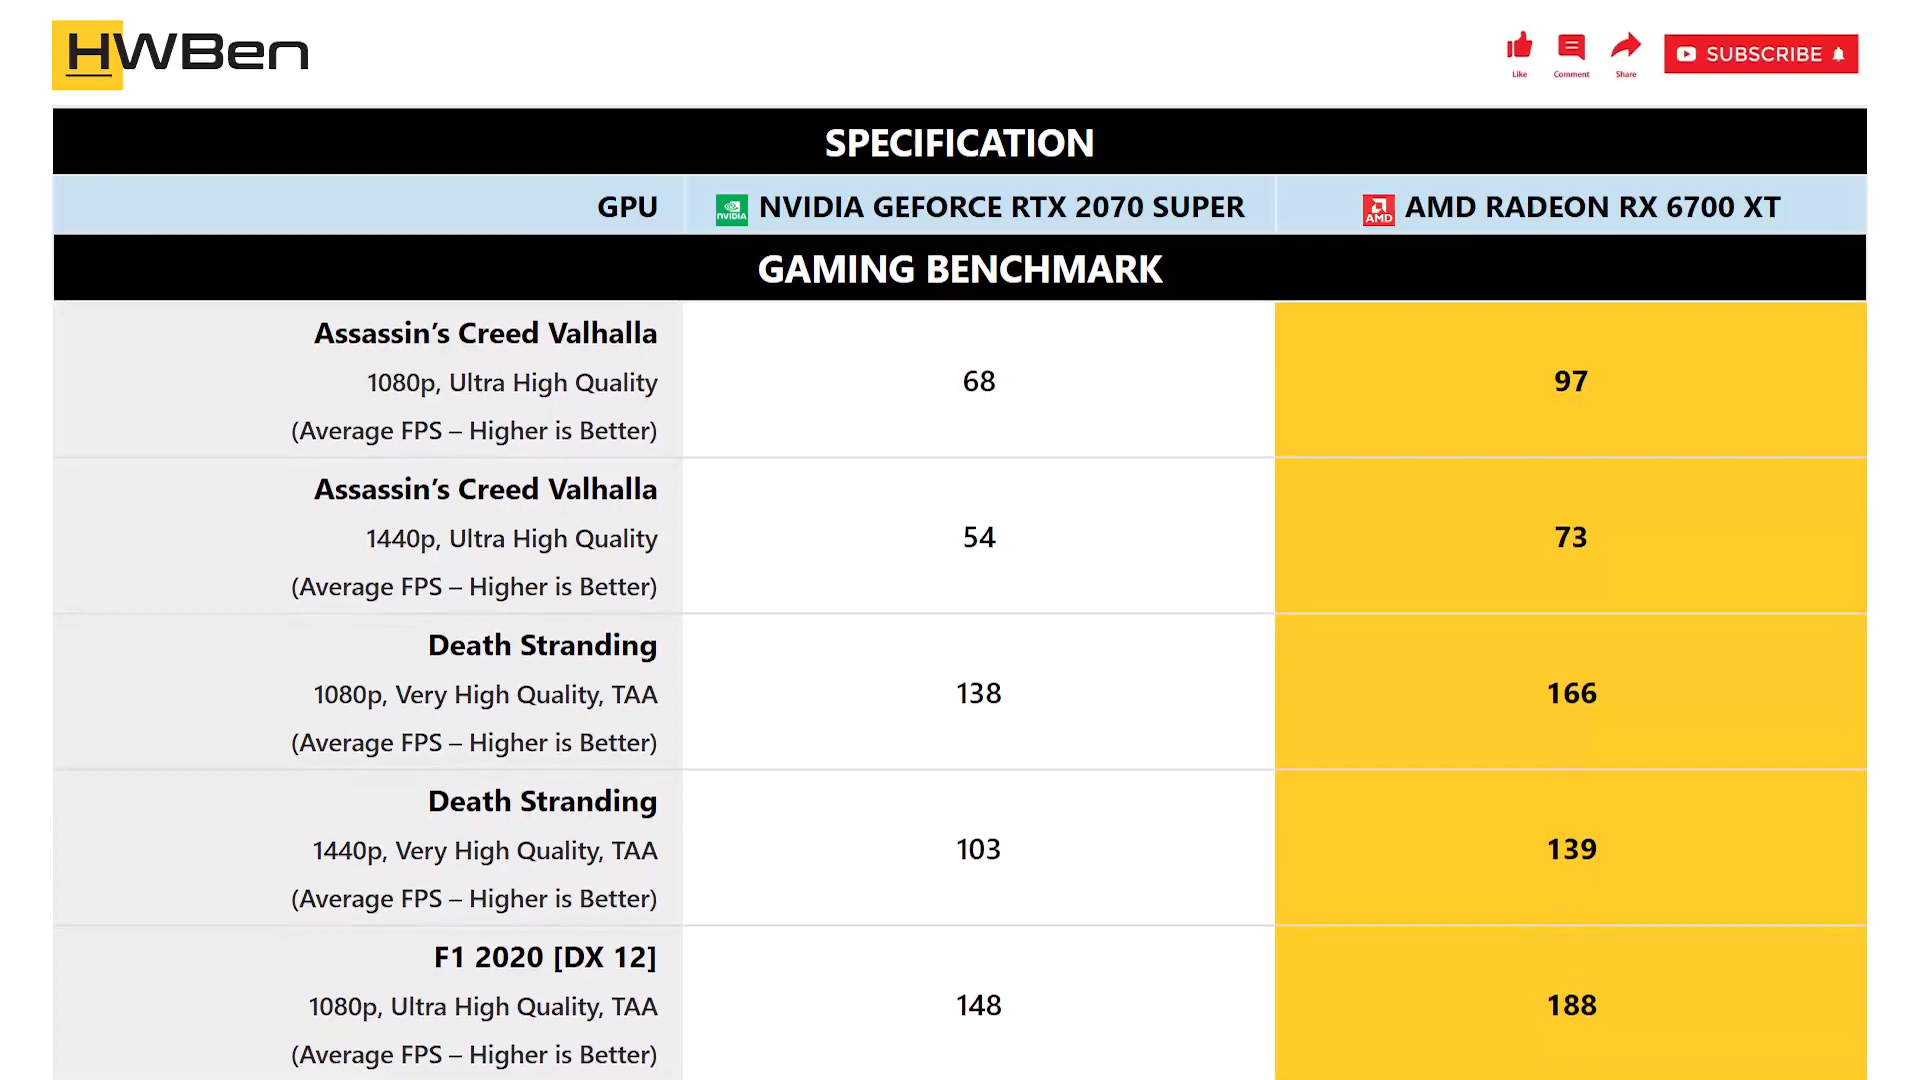 HWBen
Like
Comment
Share
SUBSCRIBE
SPECIFICATION
GPU
NVIDIA
NVIDIA GEFORCE RTX 2070 SUPER
AMD
AMD RADEON RX 6700 XT
GAMING BENCHMARK
Assassin’s Creed Valhalla
1080p, Ultra High Quality
(Average FPS – Higher is Better)
68
97
Assassin’s Creed Valhalla
1440p, Ultra High Quality
(Average FPS – Higher is Better)
54
73
Death Stranding
1080p, Very High Quality, TAA
(Average FPS – Higher is Better)
138
166
Death Stranding
1440p, Very High Quality, TAA
(Average FPS – Higher is Better)
103
139
F1 2020 [DX 12]
1080p, Ultra High Quality, TAA
(Average FPS – Higher is Better)
148
188